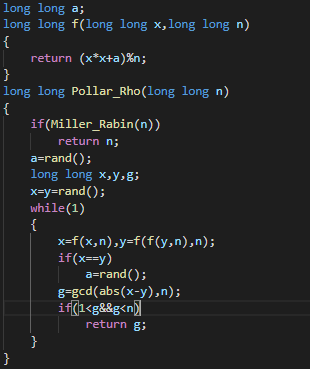 long long a;
long long f(long long x,long long n)
{
    return (x*x+a)%n;
}
long long Pollar_Rho(long long n)
{
    if(Miller_Rabin(n))
        return n;
    a=rand();
    long long x,y,g;
    x=y=rand();
    while(1)
    {
        x=f(x,n),y=f(f(y,n),n);
        if(x==y)
            a=rand();
        g=gcd(abs(x-y),n);
        if(1<g&&g<n)
            return g;
    }
}